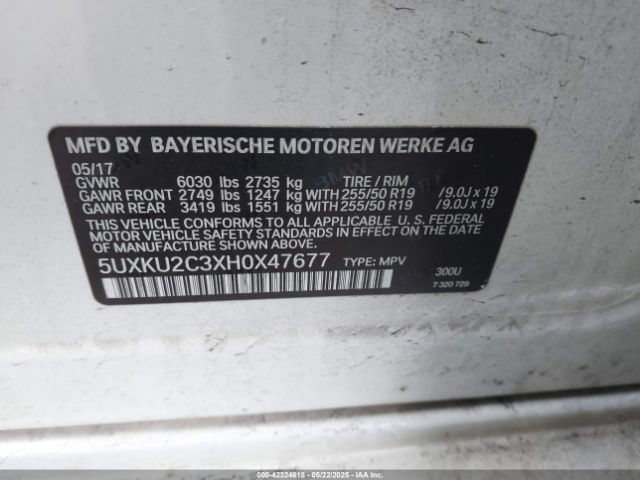 MFD BY BAYERISCHE MOTOREN WERKE AG
05/17
GVWR 6030 lbs 2735 kg TIRE / RIM
GAWR FRONT 2749 lbs 1247 kg WITH 255/50 R19 /9.0J x 19
GAWR REAR 3419 lbs 1551 kg WITH 255/50 R19 /9.0J x 19
THIS VEHICLE CONFORMS TO ALL APPLICABLE U. S. FEDERAL
MOTOR VEHICLE SAFETY STANDARDS IN EFFECT ON THE
DATE OF MANUFACTURE SHOWN ABOVE.
5UXKU2C3XH0X47677 TYPE: MPV
300U
7 320 729
000-42324618 - 05/22/2025 - IAAI.com